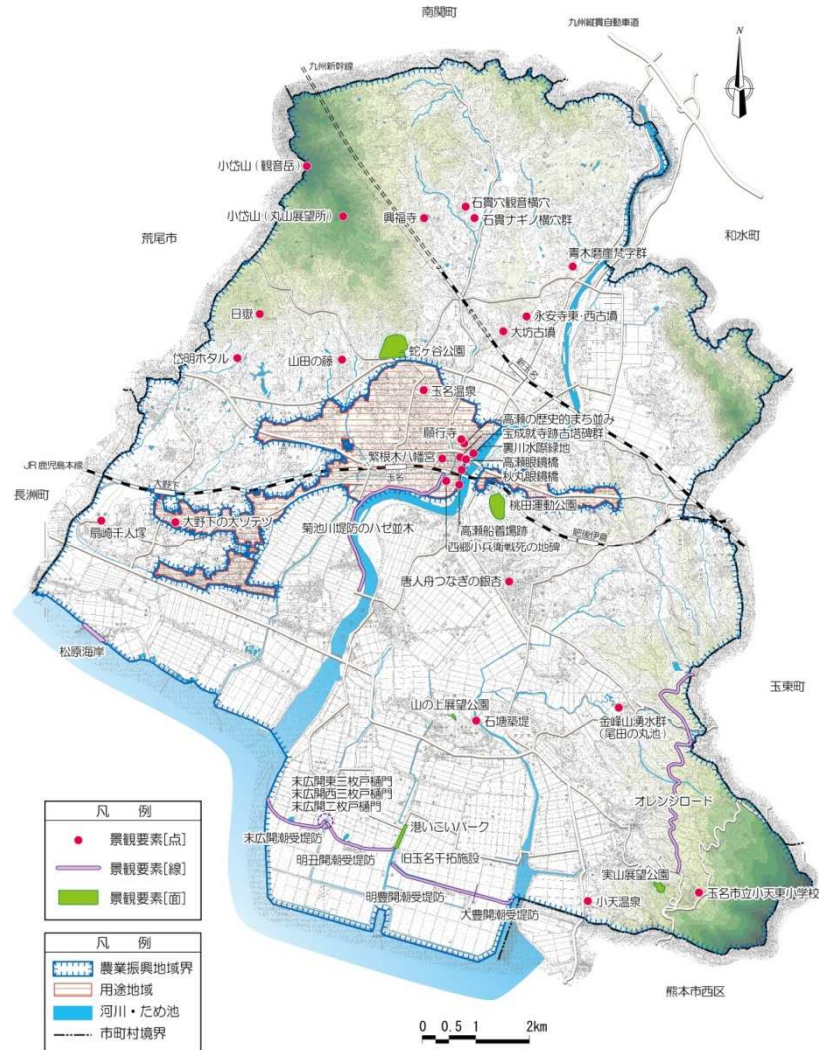 南関町
九州縦貫自動車道
九州新幹線
N
小岱山(観音岳)
小岱山(丸山展望所)
興福寺
石貫穴観音横穴
石貫ナギノ横穴群
荒尾市
和水町
青木磨崖梵字群
日嶽
永安寺東・西古墳
大坊古墳
蛇ヶ谷公園
岱明ホタル
山田の藤
新玉名
玉名温泉
高瀬の歴史的まち並み
願行寺
宝成就寺跡古塔碑群
裏川水際緑地
繁根木八幡宮
高瀬眼鏡橋
秋丸眼鏡橋
JR鹿児島本線
大野下
玉名
長洲町
桃田運動公園
肥後伊倉
扇崎千人塚
大野下の大ソテツ
菊池川堤防のハゼ並木
高瀬船着場跡
西郷小兵衛戦死の地碑
唐人舟つなぎの銀杏
松原海岸
玉東町
山の上展望公園
石塘築堤
金峰山湧水群
(尾田の丸池)
末広開東三枚戸樋門
末広開西三枚戸樋門
末広開二枚戸樋門
オレンジロード
港いこいパーク
末広開潮受堤防
旧玉名干拓施設
明丑開潮受堤防
実山展望公園
明豊開潮受堤防
大豊開潮受堤防
小天温泉
玉名市立小天東小学校
熊本市西区
凡 例
景観要素[点]
景観要素[線]
景観要素[面]
凡 例
農業振興地域界
用途地域
河川・ため池
市町村境界
0 0.5 1 2km